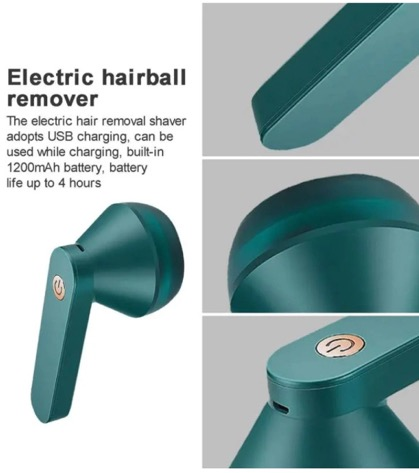 Electric hairball
remover
The electric hair removal shaver
adopts USB charging, can be
used while charging, built-in
1200mAh battery, battery
life up to 4 hours